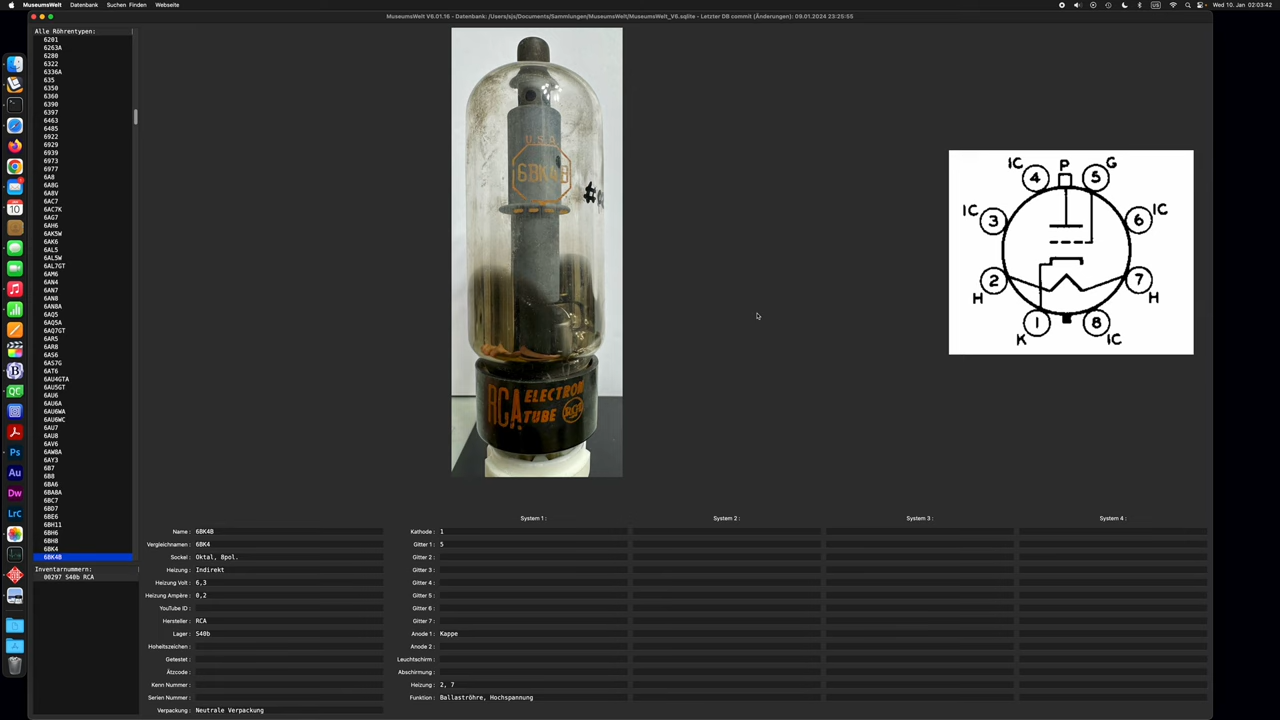 MuseumsWelt Datenbank Suchen Finden Webseite
US Wed 10. Jan. 02:03:42
MuseumsWelt V6.01.16 - Datenbank: /Users/sjs/Documents/Sammlungen/MuseumsWelt/MuseumsWelt_V6.sqlite - Letzter DB commit (Änderungen): 09.01.2024 23:25:55
Alle Röhrentypen:
6201
6263A
6280
6322
6336A
635
6350
6360
6390
6397
6463
6485
6922
6929
6939
6973
6977
6A8
6A8G
6A8V
6AC7
6AC7K
6AG7
6AH6
6AK5W
6AK6
6AL5
6AL5W
6AL7GT
6AM6
6AN4
6AN7
6AN8
6AN8A
6AQ5
6AQ5A
6AQ7GT
6AR5
6AR8
6AS6
6AS7G
6AT6
6AU4GTA
6AU5GT
6AU6
6AU6A
6AU6WA
6AU6WC
6AU7
6AU8
6AV6
6AW8A
6AY3
6B7
6B8
6BA6
6BA8A
6BC7
6BD7
6BE6
6BH11
6BH6
6BH8
6BK4
6BK4B
Inventarnummern:
00297 S40b RCA
U.S.A
6BK4B
RCA ELECTRON
TUBE RCA
IC P G
4 5
IC 3 6 IC
2 7
H H
1 8
K IC
System 1 : System 2 : System 3 : System 4 :
Name : 6BK4B
Vergleichnamen : 6BK4
Sockel : Oktal, 8pol.
Heizung : Indirekt
Heizung Volt : 6,3
Heizung Ampère : 0,2
YouTube ID :
Hersteller : RCA
Lager : S40b
Hoheitszeichen :
Getestet :
Ätzcode :
Kenn Nummer :
Serien Nummer :
Verpackung : Neutrale Verpackung
Kathode : 1
Gitter 1 : 5
Gitter 2 :
Gitter 3 :
Gitter 4 :
Gitter 5 :
Gitter 6 :
Gitter 7 :
Anode 1 : Kappe
Anode 2 :
Leuchtschirm :
Abschirmung :
Heizung : 2, 7
Funktion : Ballaströhre, Hochspannung